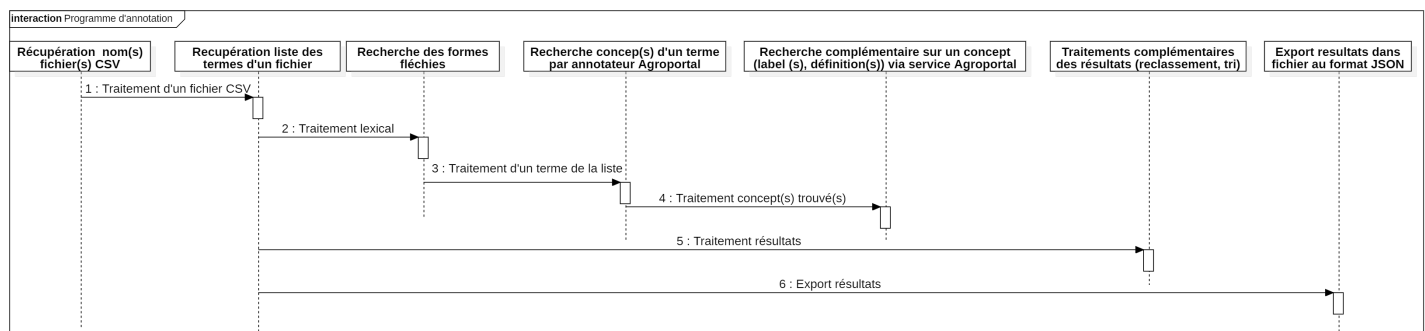 interaction Programme d'annotation
Récupération nom(s)
fichier(s) CSV
Recupération liste des
termes d'un fichier
Recherche des formes
fléchies
Recherche concep(s) d'un terme
par annotateur Agroportal
Recherche complémentaire sur un concept
(label (s), définition(s)) via service Agroportal
Traitements complémentaires
des résultats (reclassement, tri)
Export resultats dans
fichier au format JSON
1 : Traitement d'un fichier CSV
2 : Traitement lexical
3 : Traitement d'un terme de la liste
4 : Traitement concept(s) trouvé(s)
5 : Traitement résultats
6 : Export résultats